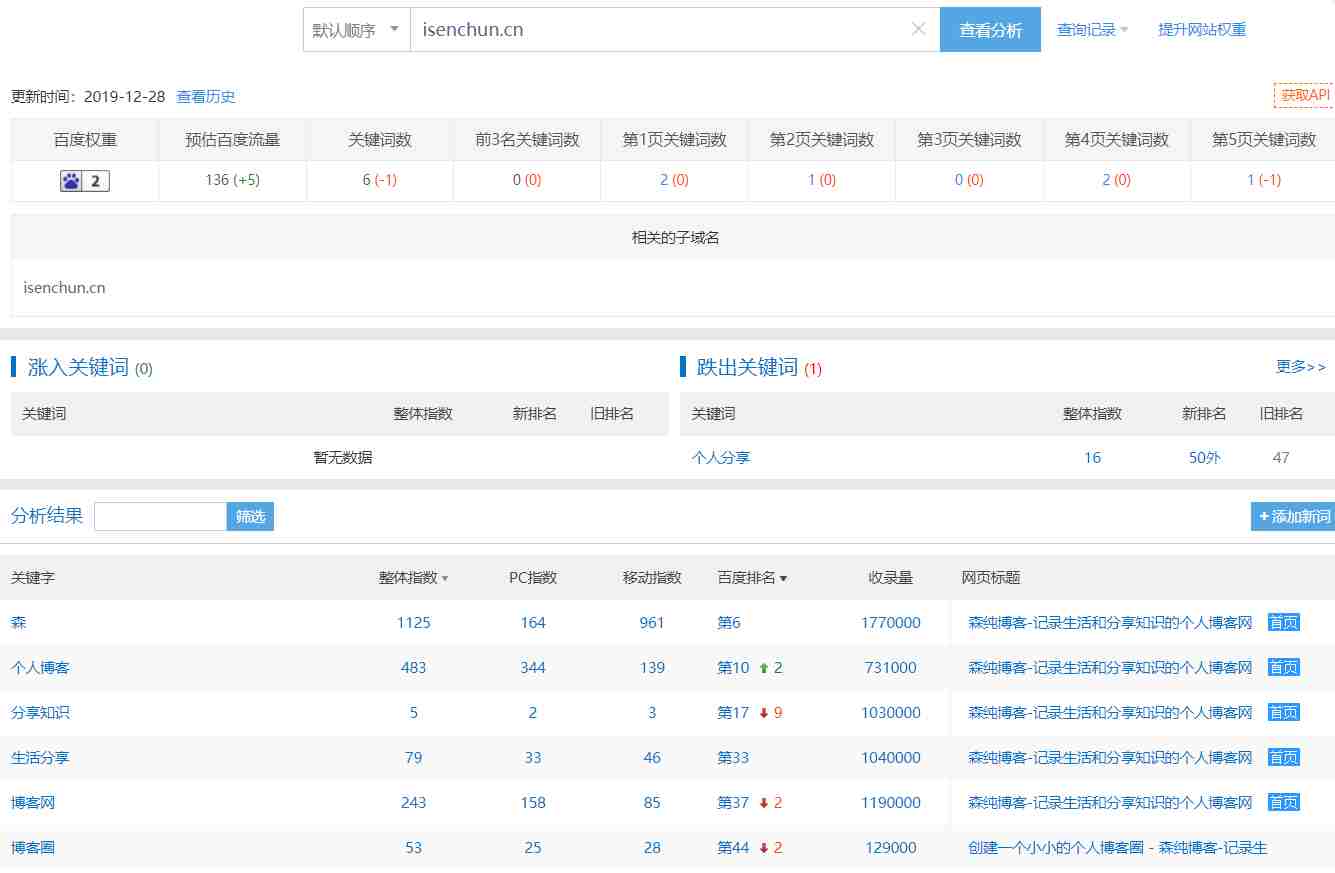 默认顺序 isenchun.cn 查看分析 查询记录 提升网站权重
更新时间：2019-12-28 查看历史 获取API
百度权重 预估百度流量 关键词数 前3名关键词数 第1页关键词数 第2页关键词数 第3页关键词数 第4页关键词数 第5页关键词数
2 136 (+5) 6 (-1) 0 (0) 2 (0) 1 (0) 0 (0) 2 (0) 1 (-1)
相关的子域名
isenchun.cn
涨入关键词 (0) 跌出关键词 (1) 更多>>
关键词 整体指数 新排名 旧排名 关键词 整体指数 新排名 旧排名
暂无数据 个人分享 16 50外 47
分析结果 筛选 +添加新词
关键字 整体指数 PC指数 移动指数 百度排名 收录量 网页标题
森 1125 164 961 第6 1770000 森纯博客-记录生活和分享知识的个人博客网 首页
个人博客 483 344 139 第10 2 731000 森纯博客-记录生活和分享知识的个人博客网 首页
分享知识 5 2 3 第17 9 1030000 森纯博客-记录生活和分享知识的个人博客网 首页
生活分享 79 33 46 第33 1040000 森纯博客-记录生活和分享知识的个人博客网 首页
博客网 243 158 85 第37 2 1190000 森纯博客-记录生活和分享知识的个人博客网 首页
博客圈 53 25 28 第44 2 129000 创建一个小小的个人博客圈 - 森纯博客-记录生